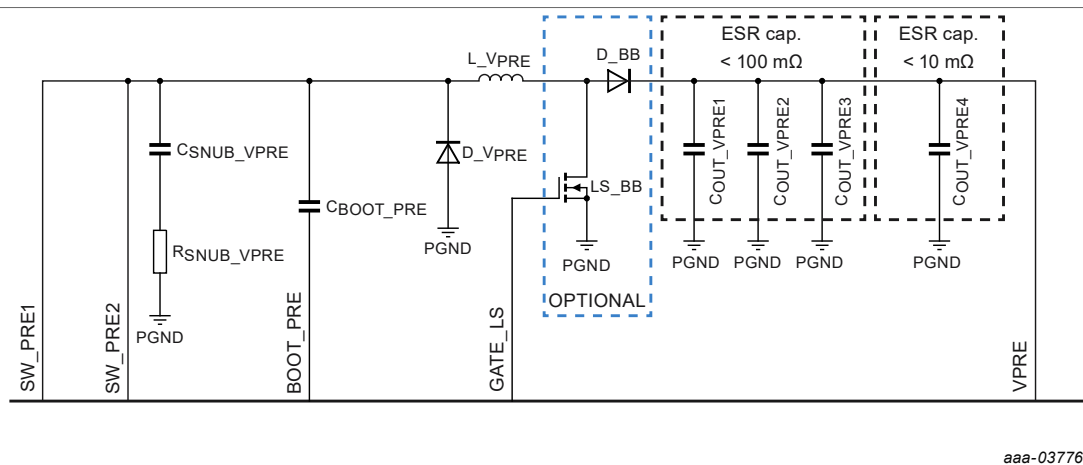 ESR cap.
< 100 mΩ
ESR cap.
< 10 mΩ
L_VPRE
D_BB
CSNUB_VPRE
D_VPRE
COUT_VPRE1
COUT_VPRE2
COUT_VPRE3
COUT_VPRE4
LS_BB
CBOOT_PRE
RSNUB_VPRE
PGND
PGND
PGND
PGND
PGND
PGND
OPTIONAL
PGND
SW_PRE1
SW_PRE2
BOOT_PRE
GATE_LS
VPRE
aaa-03776